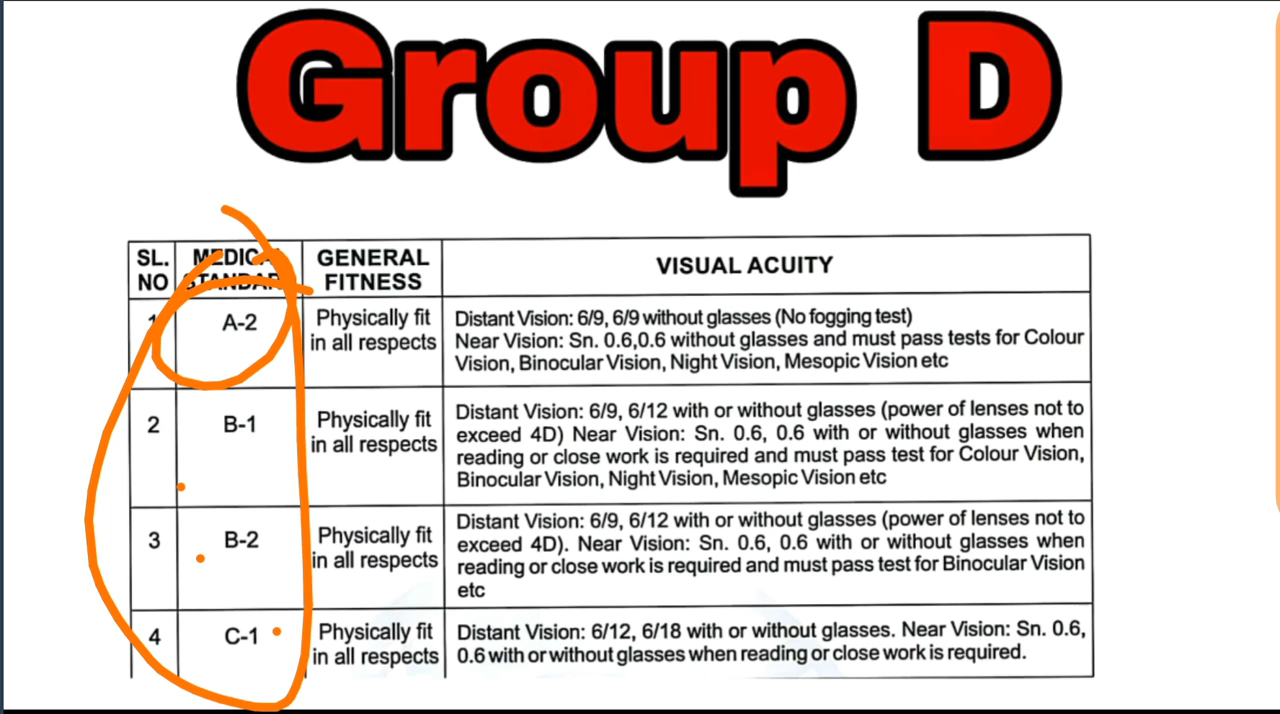 Group D
SL.
NO
MEDICAL
STANDARD
GENERAL
FITNESS
VISUAL ACUITY
1
A-2
Physically fit
in all respects
Distant Vision: 6/9, 6/9 without glasses (No fogging test)
Near Vision: Sn. 0.6,0.6 without glasses and must pass tests for Colour
Vision, Binocular Vision, Night Vision, Mesopic Vision etc
2
B-1
Physically fit
in all respects
Distant Vision: 6/9, 6/12 with or without glasses (power of lenses not to
exceed 4D) Near Vision: Sn. 0.6, 0.6 with or without glasses when
reading or close work is required and must pass test for Colour Vision,
Binocular Vision, Night Vision, Mesopic Vision etc
3
B-2
Physically fit
in all respects
Distant Vision: 6/9, 6/12 with or without glasses (power of lenses not to
exceed 4D). Near Vision: Sn. 0.6, 0.6 with or without glasses when
reading or close work is required and must pass test for Binocular Vision
etc
4
C-1
Physically fit
in all respects
Distant Vision: 6/12, 6/18 with or without glasses. Near Vision: Sn. 0.6,
0.6 with or without glasses when reading or close work is required.